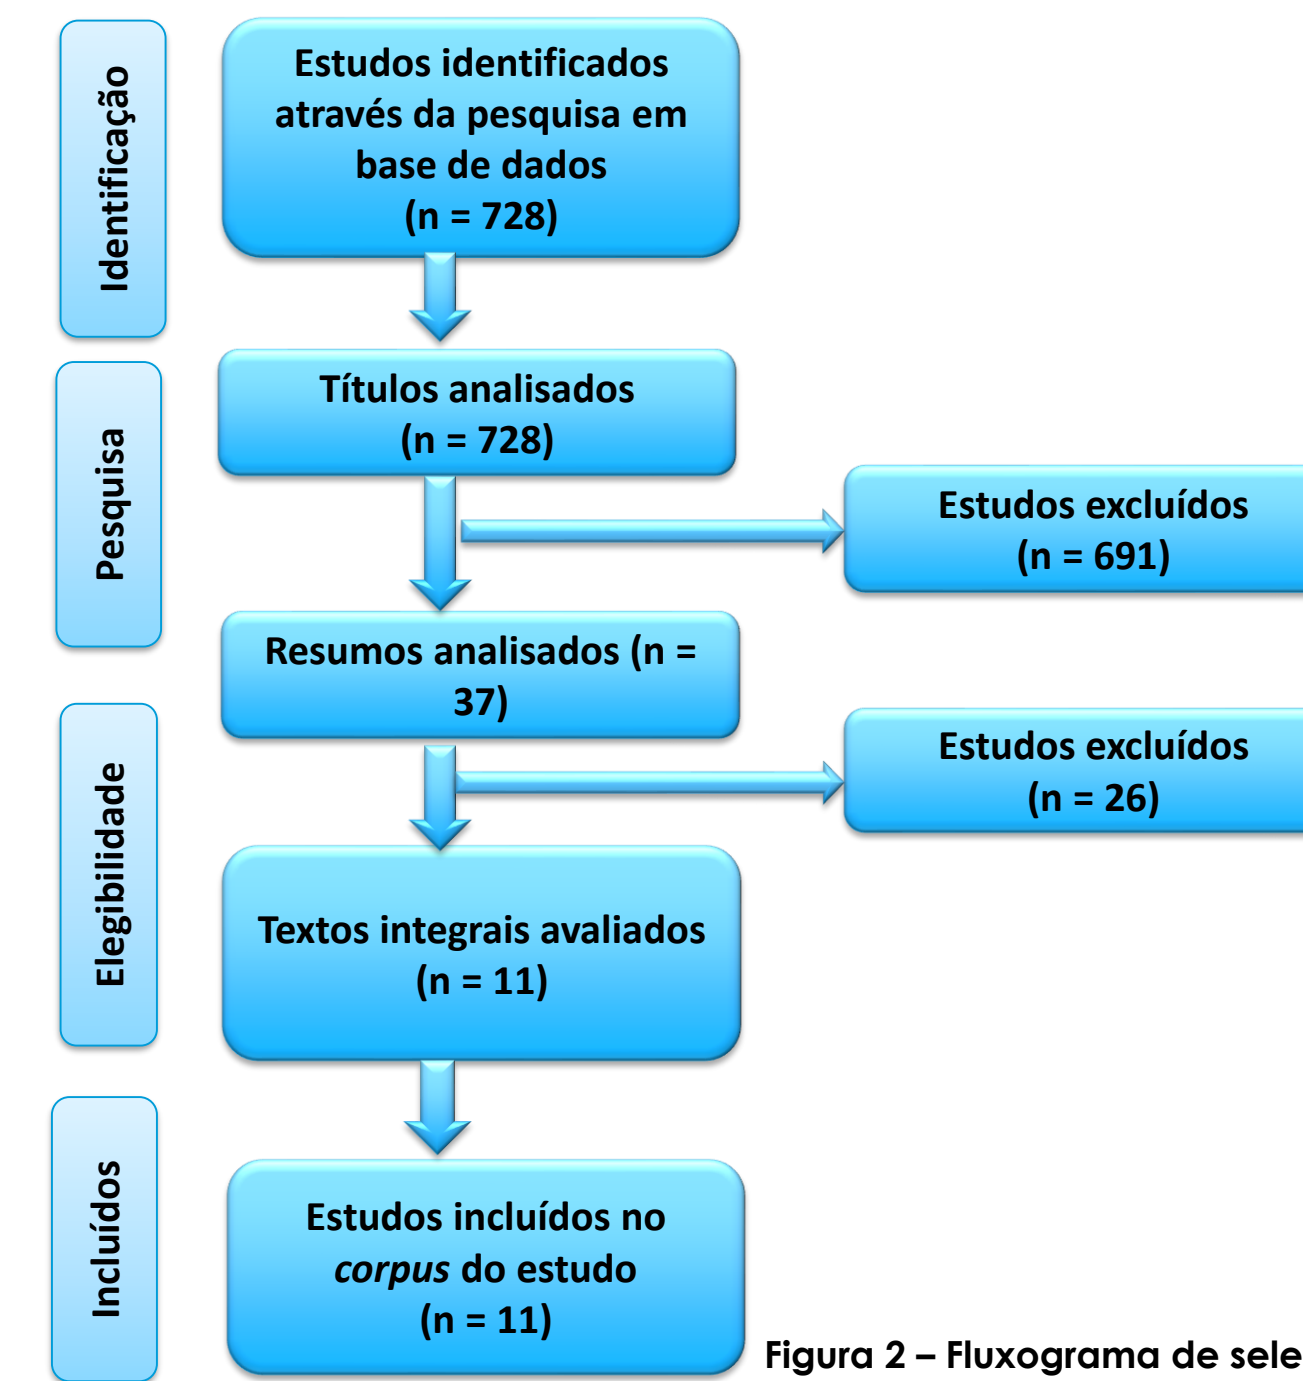 Identificação
Estudos identificados
através da pesquisa em
base de dados
(n = 728)
Pesquisa
Títulos analisados
(n = 728)
Estudos excluídos
(n = 691)
Resumos analisados (n =
37)
Elegibilidade
Estudos excluídos
(n = 26)
Textos integrais avaliados
(n = 11)
Incluídos
Estudos incluídos no
corpus do estudo
(n = 11)
Figura 2 – Fluxograma de sele